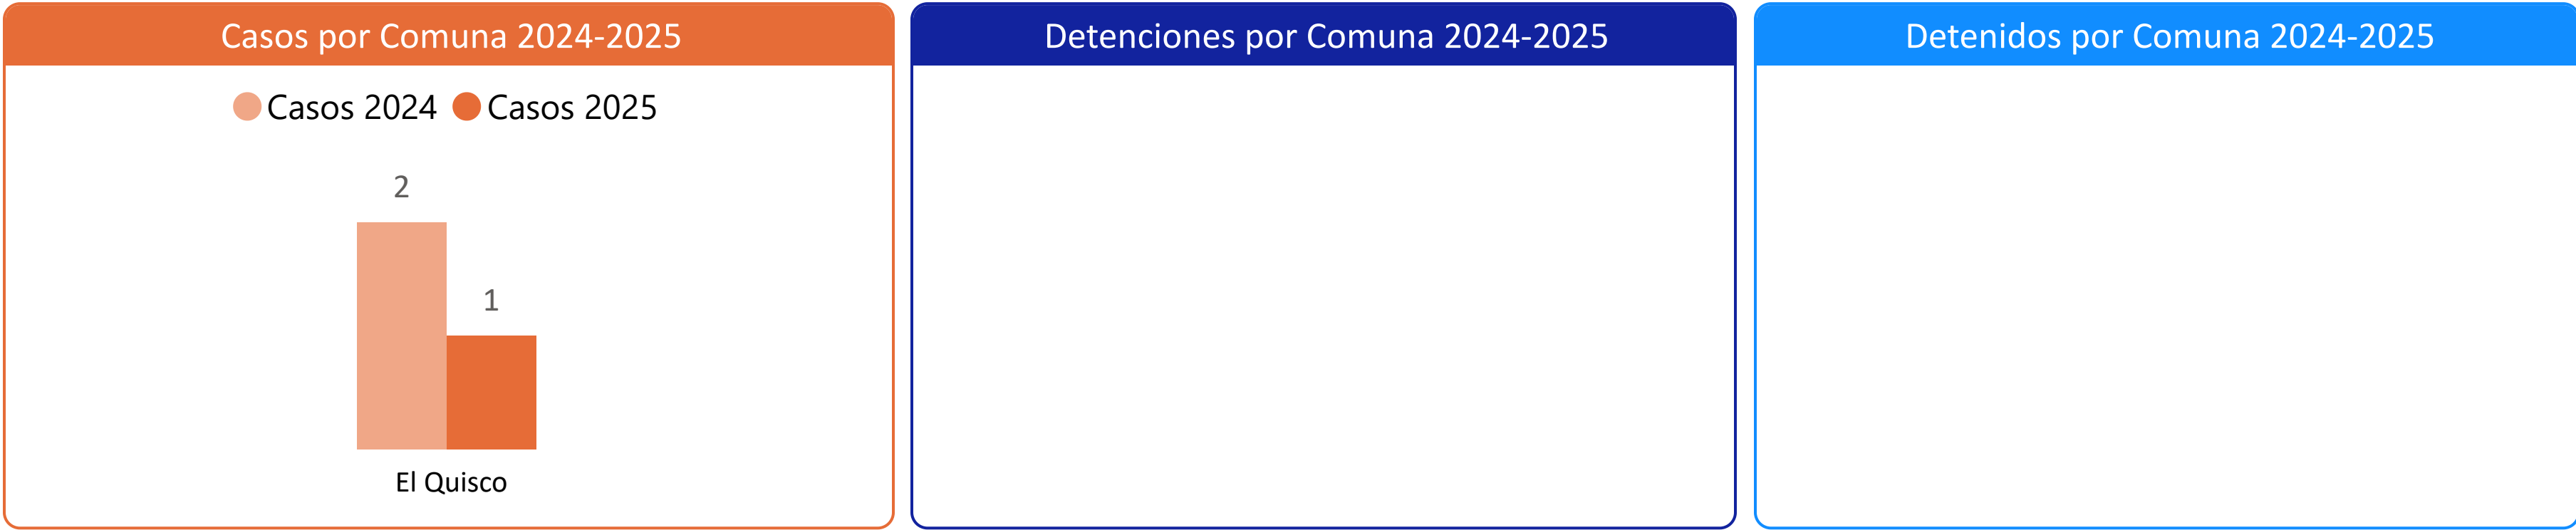 Casos por Comuna 2024-2025
Casos 2024 Casos 2025
2
1
El Quisco
Detenciones por Comuna 2024-2025
Detenidos por Comuna 2024-2025